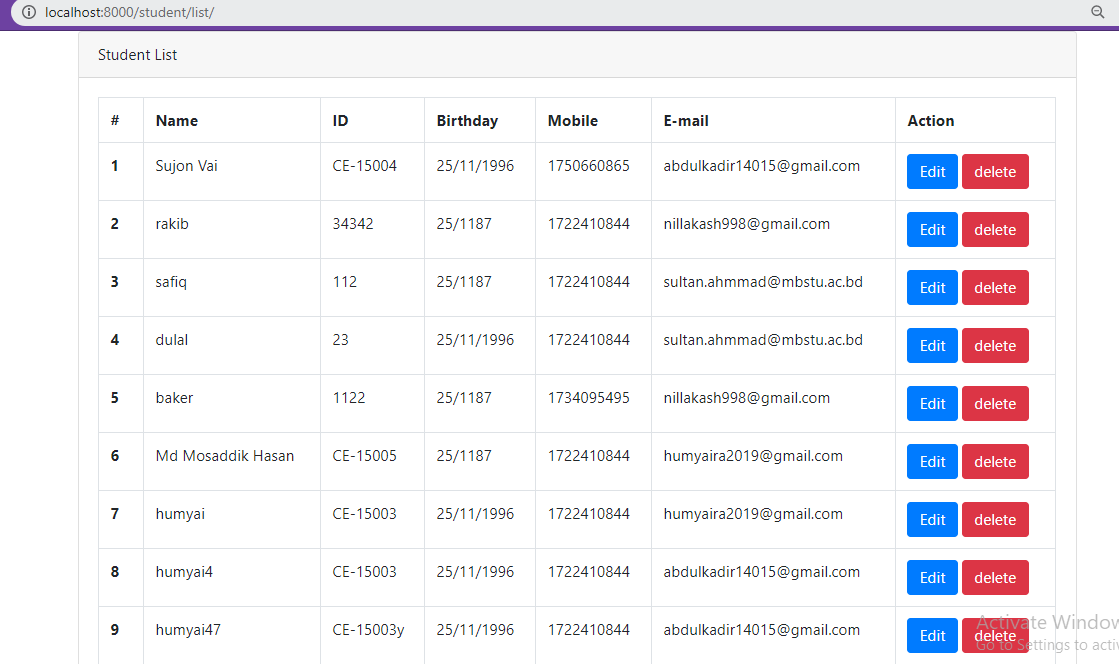 localhost:8000/student/list/
Student List
# Name ID Birthday Mobile E-mail Action
1 Sujon Vai CE-15004 25/11/1996 1750660865 abdulkadir14015@gmail.com Edit delete
2 rakib 34342 25/1187 1722410844 nillakash998@gmail.com Edit delete
3 safiq 112 25/1187 1722410844 sultan.ahmmad@mbstu.ac.bd Edit delete
4 dulal 23 25/11/1996 1722410844 sultan.ahmmad@mbstu.ac.bd Edit delete
5 baker 1122 25/1187 1734095495 nillakash998@gmail.com Edit delete
6 Md Mosaddik Hasan CE-15005 25/1187 1722410844 humyaira2019@gmail.com Edit delete
7 humyai CE-15003 25/11/1996 1722410844 humyaira2019@gmail.com Edit delete
8 humyai4 CE-15003 25/11/1996 1722410844 abdulkadir14015@gmail.com Edit delete
9 humyai47 CE-15003y 25/11/1996 1722410844 abdulkadir14015@gmail.com Edit delete
Activate Window
Go to Settings to activ